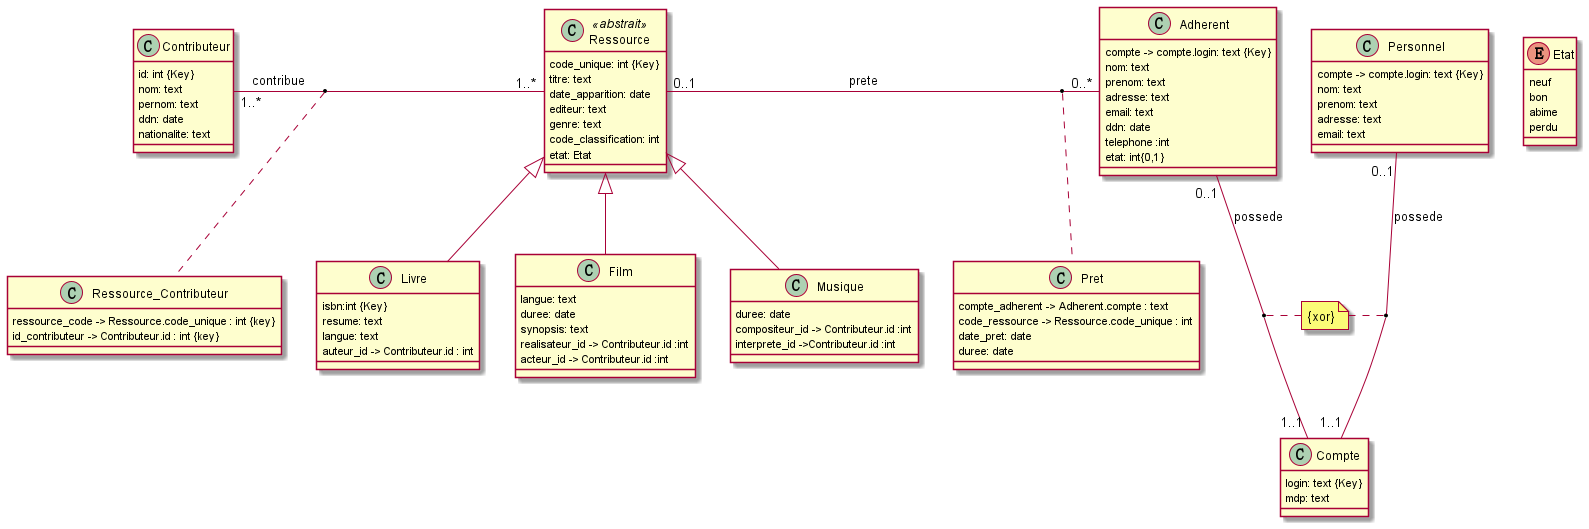 C Contributeur
id: int {Key}
nom: text
pernom: text
ddn: date
nationalite: text
contribue
1..*
1..*
«abstrait»
C Ressource
code_unique: int {Key}
titre: text
date_apparition: date
editeur: text
genre: text
code_classification: int
etat: Etat
0..1
prete
0..*
C Adherent
compte -> compte.login: text {Key}
nom: text
prenom: text
adresse: text
email: text
ddn: date
telephone :int
etat: int{0,1}
C Personnel
compte -> compte.login: text {Key}
nom: text
prenom: text
adresse: text
email: text
E Etat
neuf
bon
abime
perdu
0..1
possede
0..1
possede
C Ressource_Contributeur
ressource_code -> Ressource.code_unique : int {key}
id_contributeur -> Contributeur.id : int {key}
C Livre
isbn:int {Key}
resume: text
langue: text
auteur_id -> Contributeur.id : int
C Film
langue: text
duree: date
synopsis: text
realisateur_id -> Contributeur.id :int
acteur_id -> Contributeur.id :int
C Musique
duree: date
compositeur_id -> Contributeur.id :int
interprete_id ->Contributeur.id :int
C Pret
compte_adherent -> Adherent.compte : text
code_ressource -> Ressource.code_unique : int
date_pret: date
duree: date
{xor}
1..1
1..1
C Compte
login: text {Key}
mdp: text